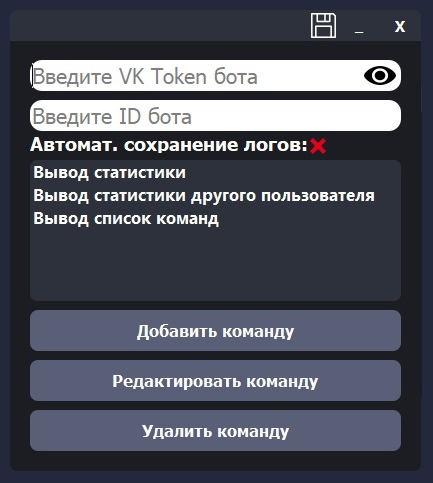 _ X
Введите VK Token бота
Введите ID бота
Автомат. сохранение логов:
Вывод статистики
Вывод статистики другого пользователя
Вывод список команд
Добавить команду
Редактировать команду
Удалить команду